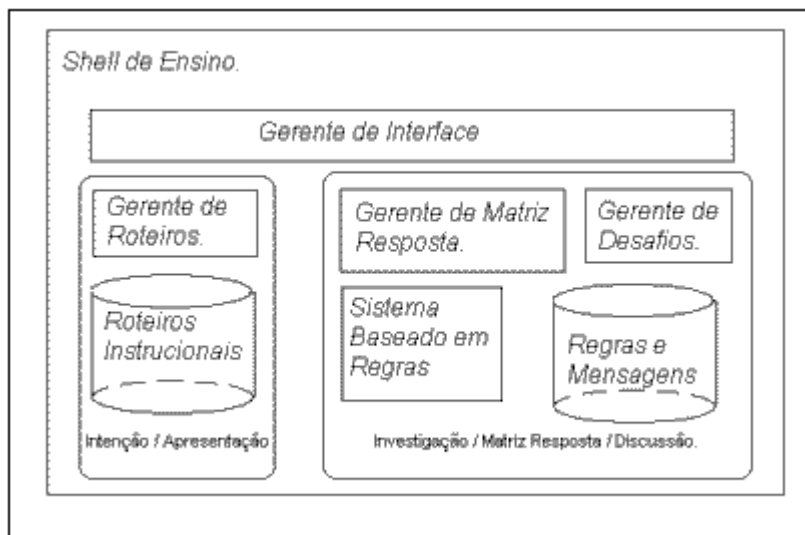 Shell de Ensino.
Gerente de Interface
Gerente de
Roteiros.
Roteiros
Instrucionais
Intenção / Apresentação
Gerente de Matriz
Resposta.
Gerente de
Desafios.
Sistema
Baseado em
Regras
Regras e
Mensagens
Investigação / Matriz Resposta / Discussão.